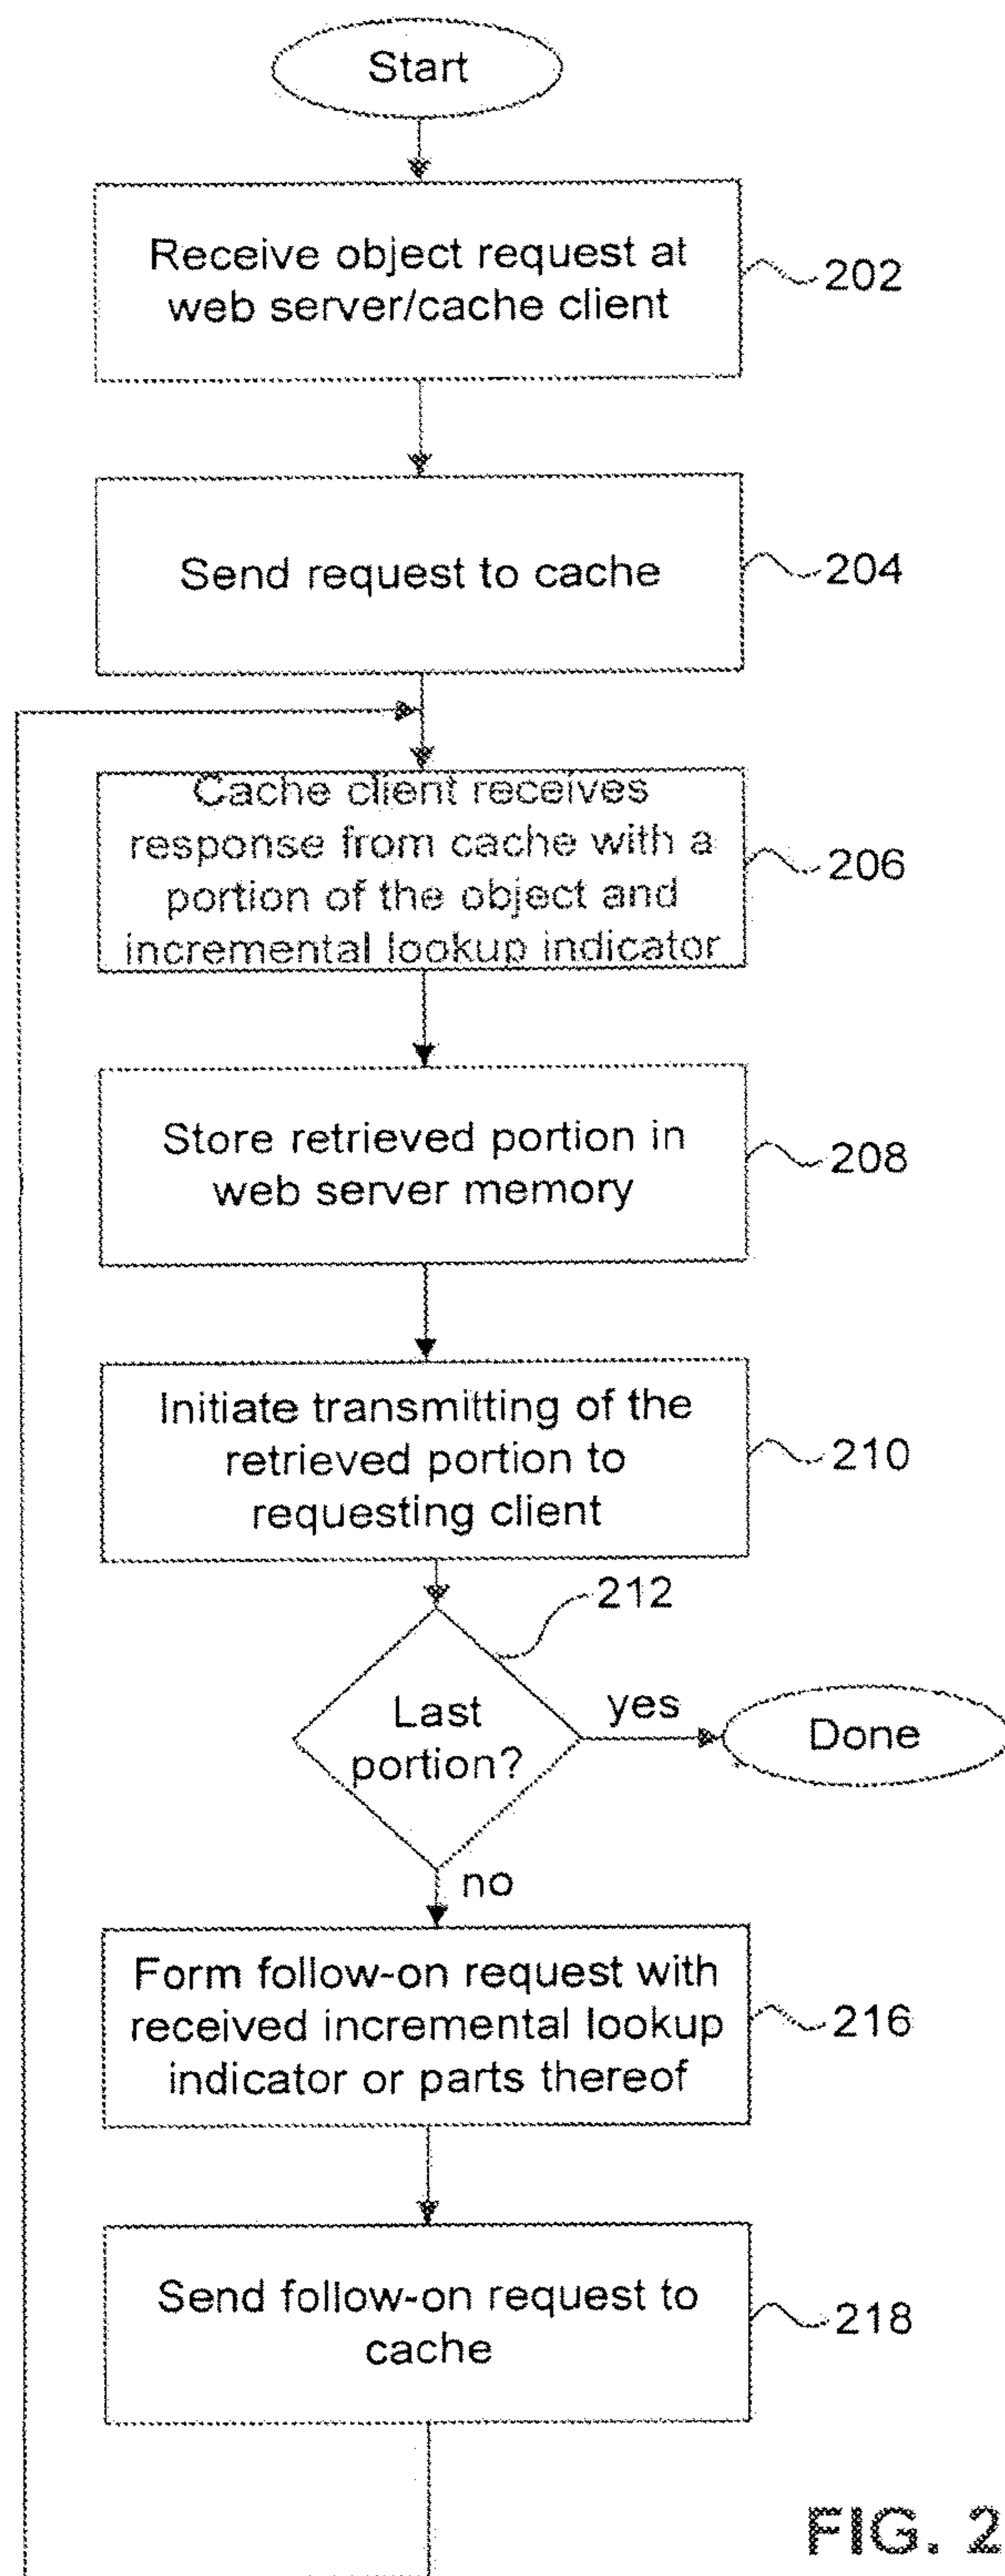 Start
Receive object request at
web server/cache client
202
Send request to cache
204
Cache client receives
response from cache with a
portion of the object and
incremental lookup indicator
206
Store retrieved portion in
web server memory
208
Initiate transmitting of the
retrieved portion to
requesting client
210
212
Last
portion?
yes
Done
no
Form follow-on request with
received incremental lookup
indicator or parts thereof
216
Send follow-on request to
cache
218
FIG. 2